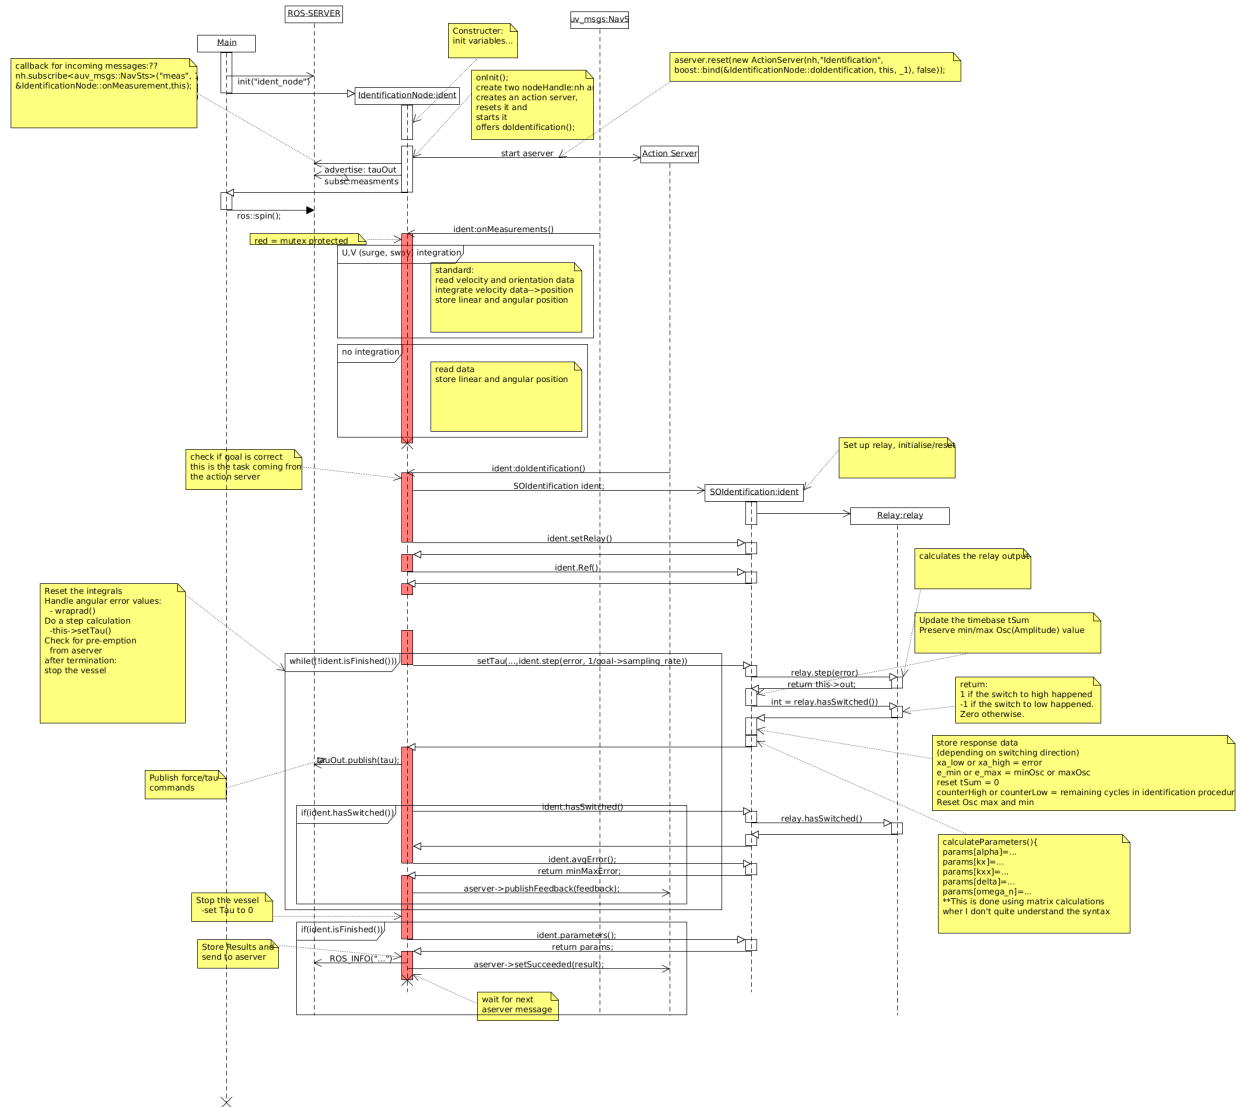 ROS-SERVER
uv_msgs:NavS
Main
Constructer:
init variables...
callback for incoming messages:??
nh.subscribe<auv_msgs::NavSts>("meas",
&IdentificationNode::onMeasurement,this);
aserver.reset(new ActionServer(nh,"Identification",
boost::bind(&IdentificationNode::doIdentification, this, _1), false));
init("ident_node")
IdentificationNode:ident
onInit();
create two nodeHandle:nh a
creates an action server,
resets it and
starts it
offers doIdentification();
start aserver
Action Server
advertise: tauOut
subsc:measments
ros::spin();
ident:onMeasurements()
red = mutex protected
U,V (surge, sway, integration
standard:
read velocity and orientation data
integrate velocity data-->position
store linear and angular position
no integration
read data
store linear and angular position
Set up relay, initialise/reset
check if goal is correct
this is the task coming from
the action server
ident:doIdentification()
SOIdentification ident;
SOIdentification:ident
Relay:relay
ident.setRelay()
ident.Ref()
calculates the relay output
Reset the integrals
Handle angular error values:
- wraprad()
Do a step calculation
-this->setTau()
Check for pre-emption
from aserver
after termination:
stop the vessel
Update the timebase tSum
Preserve min/max Osc(Amplitude) value
while((!ident.isFinished()))
setTau(...,ident.step(error, 1/goal->sampling_rate))
relay.step(error)
return this->out;
int = relay.hasSwitched())
return:
1 if the switch to high happened
-1 if the switch to low happened.
Zero otherwise.
store response data
(depending on switching direction)
xa_low or xa_high = error
e_min or e_max = minOsc or maxOsc
reset tSum = 0
counterHigh or counterLow = remaining cycles in identification procedur
Reset Osc max and min
tauOut.publish(tau);
Publish force/tau
commands
if(ident.hasSwitched())
ident.hasSwitched()
relay.hasSwitched()
calculateParameters(){
params[alpha]=...
params[kx]=...
params[kxx]=...
params[delta]=...
params[omega_n]=...
**This is done using matrix calculations
wher I don't quite understand the syntax
ident.avgError();
return minMaxError;
aserver->publishFeedback(feedback);
Stop the vessel
-set Tau to 0
if(ident.isFinished())
ident.parameters();
return params;
Store Results and
send to aserver
ROS_INFO("...")
aserver->setSucceeded(result);
wait for next
aserver message